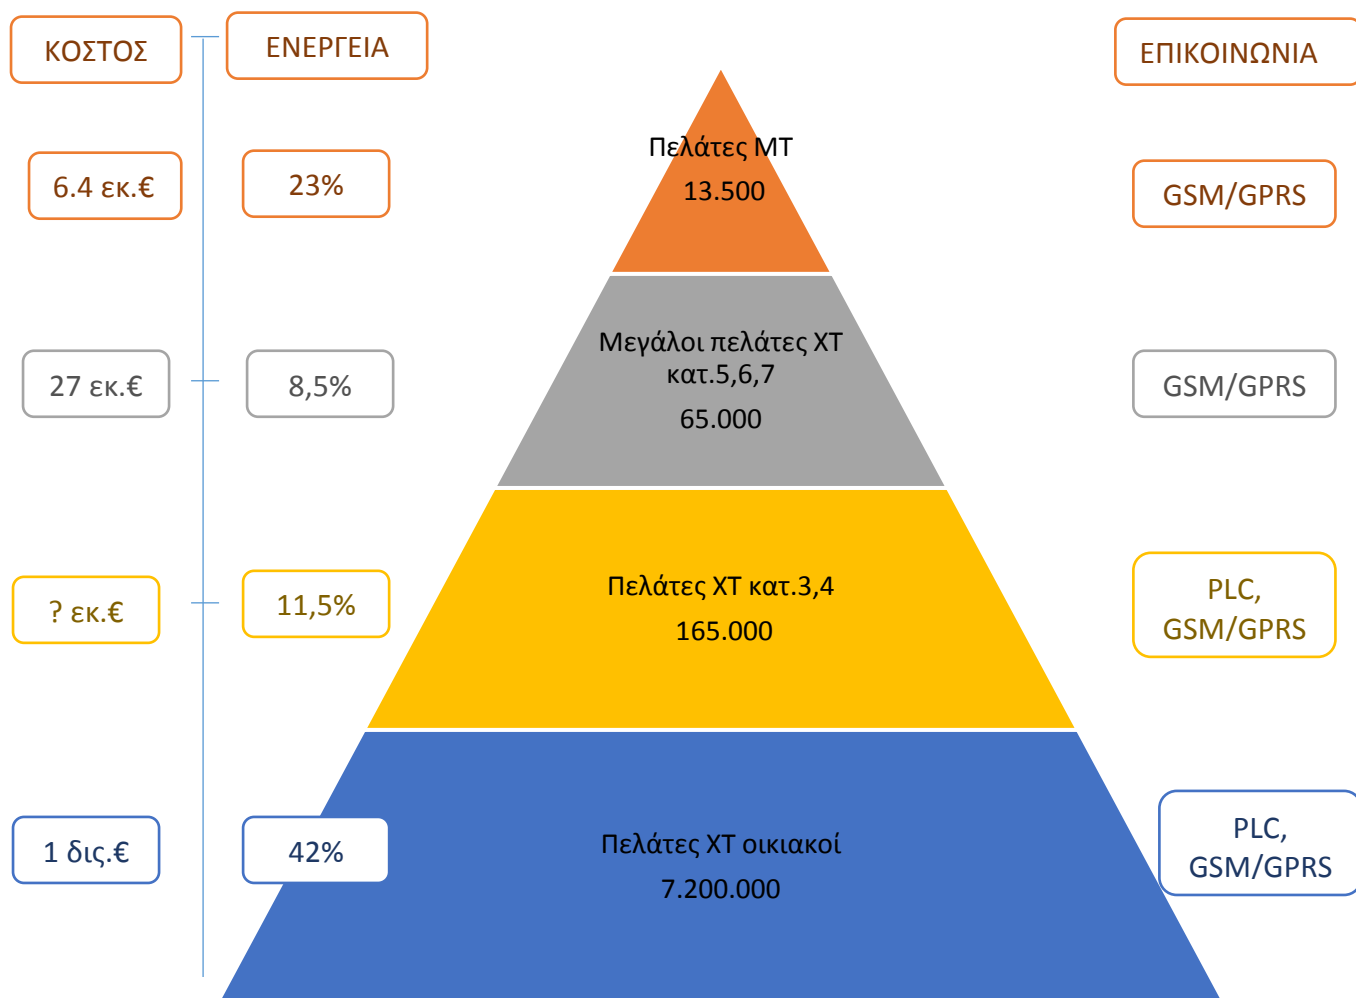 ΚΟΣΤΟΣ
ΕΝΕΡΓΕΙΑ
ΕΠΙΚΟΙΝΩΝΙΑ
6.4 εκ.€
23%
Πελάτες ΜΤ
13.500
GSM/GPRS
27 εκ.€
8,5%
Μεγάλοι πελάτες ΧΤ
κατ.5,6,7
65.000
GSM/GPRS
? εκ.€
11,5%
Πελάτες ΧΤ κατ.3,4
165.000
PLC,
GSM/GPRS
1 δις.€
42%
Πελάτες ΧΤ οικιακοί
7.200.000
PLC,
GSM/GPRS